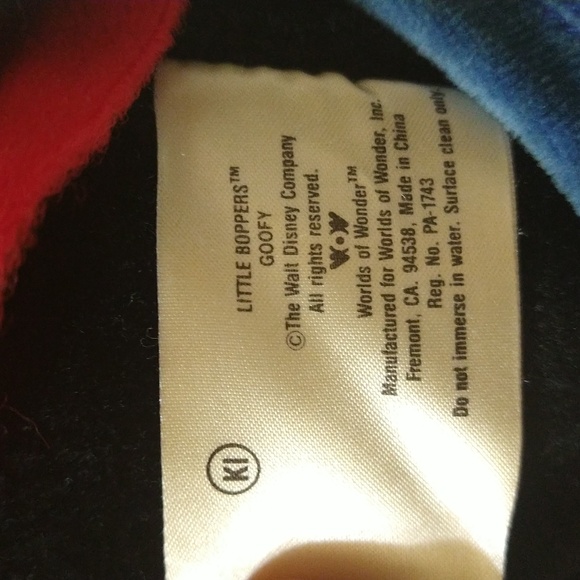 LITTLE BOPPERS™
GOOFY
©The Walt Disney Company
All rights reserved.
WOW
Worlds of Wonder™
Manufactured for Worlds of Wonder, Inc.
Fremont, CA. 94538, Made in China
Reg. No. PA-1743
Do not immerse in water. Surface clean only.
KI